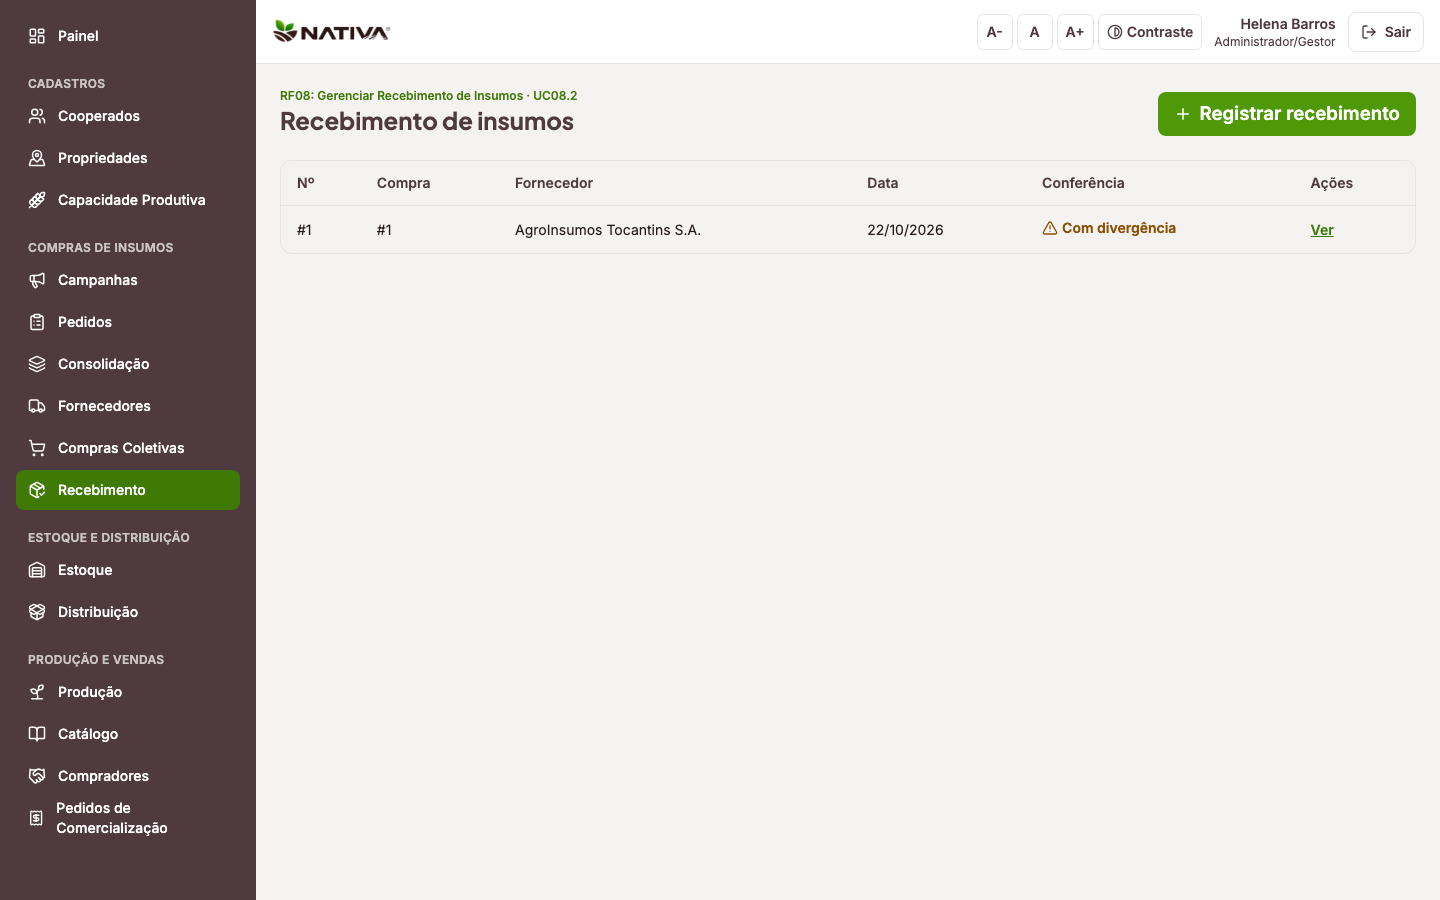 Painel
CADASTROS
Cooperados
Propriedades
Capacidade Produtiva
COMPRAS DE INSUMOS
Campanhas
Pedidos
Consolidação
Fornecedores
Compras Coletivas
Recebimento
ESTOQUE E DISTRIBUIÇÃO
Estoque
Distribuição
PRODUÇÃO E VENDAS
Produção
Catálogo
Compradores
Pedidos de
Comercialização
NATIVA
A- A A+ Contraste
Helena Barros
Administrador/Gestor
Sair
RF08: Gerenciar Recebimento de Insumos · UC08.2
Recebimento de insumos
+ Registrar recebimento
Nº Compra Fornecedor Data Conferência Ações
#1 #1 AgroInsumos Tocantins S.A. 22/10/2026 Com divergência Ver